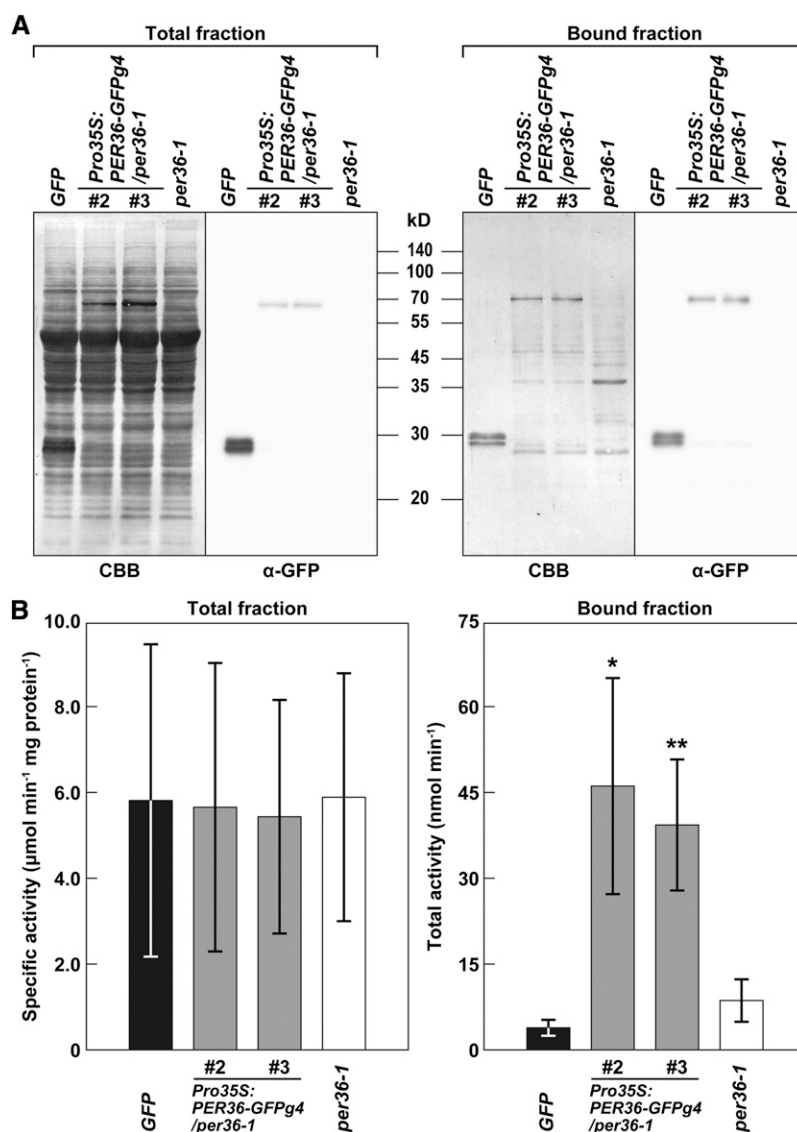 A
Total fraction
Bound fraction
GFP
Pro35S:
PER36-GFPg4
/per36-1
#2
#3
per36-1
GFP
Pro35S:
PER36-GFPg4
/per36-1
#2
#3
per36-1
kD
GFP
Pro35S:
PER36-GFPg4
/per36-1
#2
#3
per36-1
GFP
Pro35S:
PER36-GFPg4
/per36-1
#2
#3
per36-1
140
100
70
55
45
35
30
20
CBB
α-GFP
CBB
α-GFP
B
Total fraction
Specific activity (μmol min⁻¹ mg protein⁻¹)
10.0
8.0
6.0
4.0
2.0
0
GFP
#2
#3
Pro35S:
PER36-GFPg4
/per36-1
per36-1
Bound fraction
Total activity (nmol min⁻¹)
75
60
45
30
15
0
*
**
GFP
#2
#3
Pro35S:
PER36-GFPg4
/per36-1
per36-1